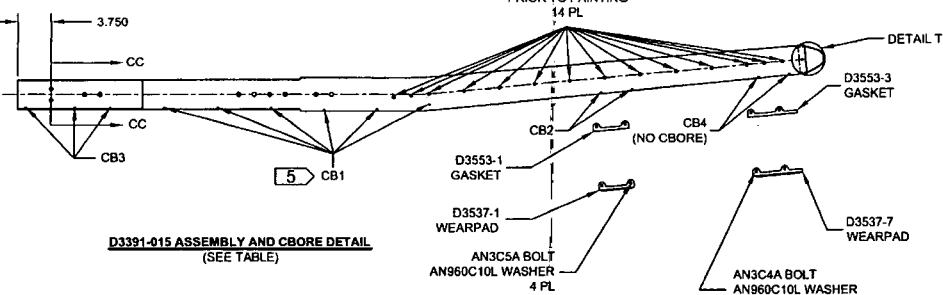 PRIOR TO PAINTING
14 PL
3.750
CC
DETAIL T
D3553-3
GASKET
CC
CB2
CB4
(NO CBORE)
CB3
5
CB1
D3553-1
GASKET
D3537-1
WEARPAD
D3537-7
WEARPAD
D3391-015 ASSEMBLY AND CBORE DETAIL
(SEE TABLE)
AN3C5A BOLT
AN960C10L WASHER
4 PL
AN3C4A BOLT
AN960C10L WASHER